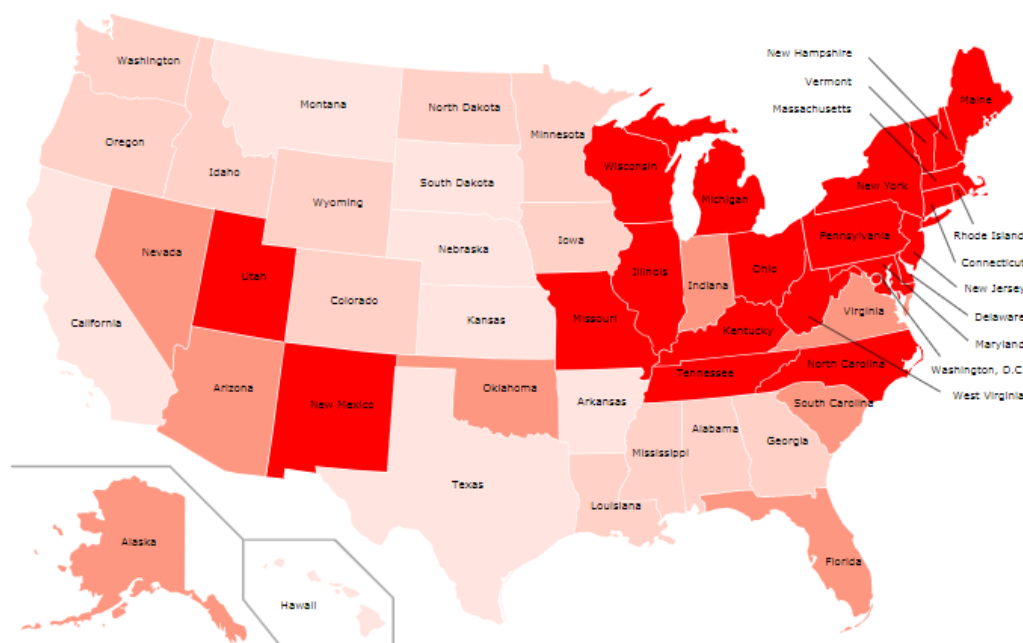 New Hampshire
Vermont
Massachusetts
Washington
Montana
North Dakota
Minnesota
Maine
Oregon
Idaho
Wisconsin
South Dakota
Michigan
New York
Wyoming
Rhode Island
Nevada
Nebraska
Iowa
Pennsylvania
Connecticut
Utah
Illinois
Indiana
Ohio
New Jersey
Colorado
Virginia
Delaware
California
Kansas
Missouri
Kentucky
Maryland
Arizona
Oklahoma
Tennessee
North Carolina
Washington, D.C.
New Mexico
Arkansas
South Carolina
West Virginia
Alabama
Georgia
Mississippi
Texas
Louisiana
Alaska
Florida
Hawaii